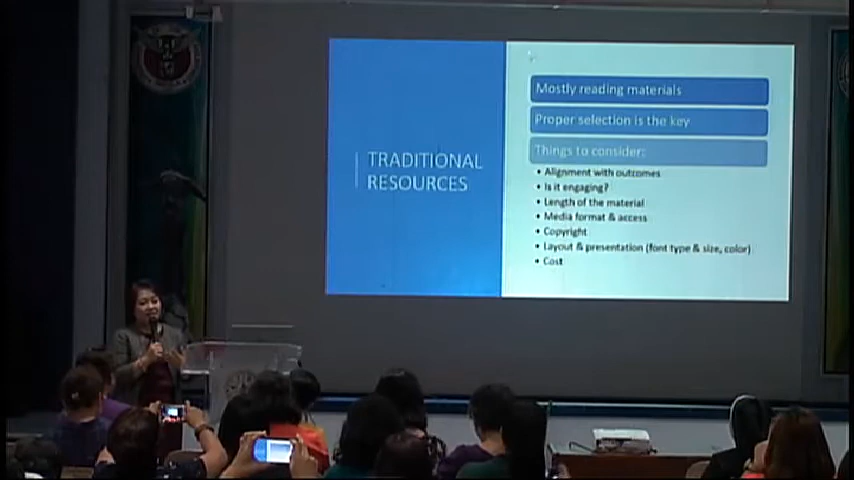 TRADITIONAL
RESOURCES
Mostly reading materials
Proper selection is the key
Things to consider:
• Alignment with outcomes
• Is it engaging?
• Length of the material
• Media format & access
• Copyright
• Layout & presentation (font type & size, color)
• Cost